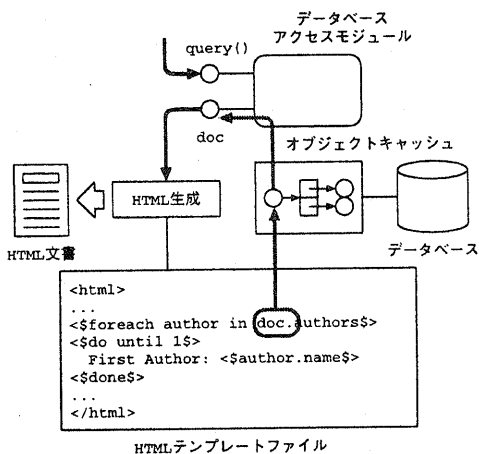 データベース
アクセスモジュール
query()
doc
オブジェクトキャッシュ
HTML生成
HTML文書
データベース
<html>
...
<$foreach author in doc.authors$>
<$do until 1$>
First Author: <$author.name$>
<$done$>
...
</html>
HTMLテンプレートファイル